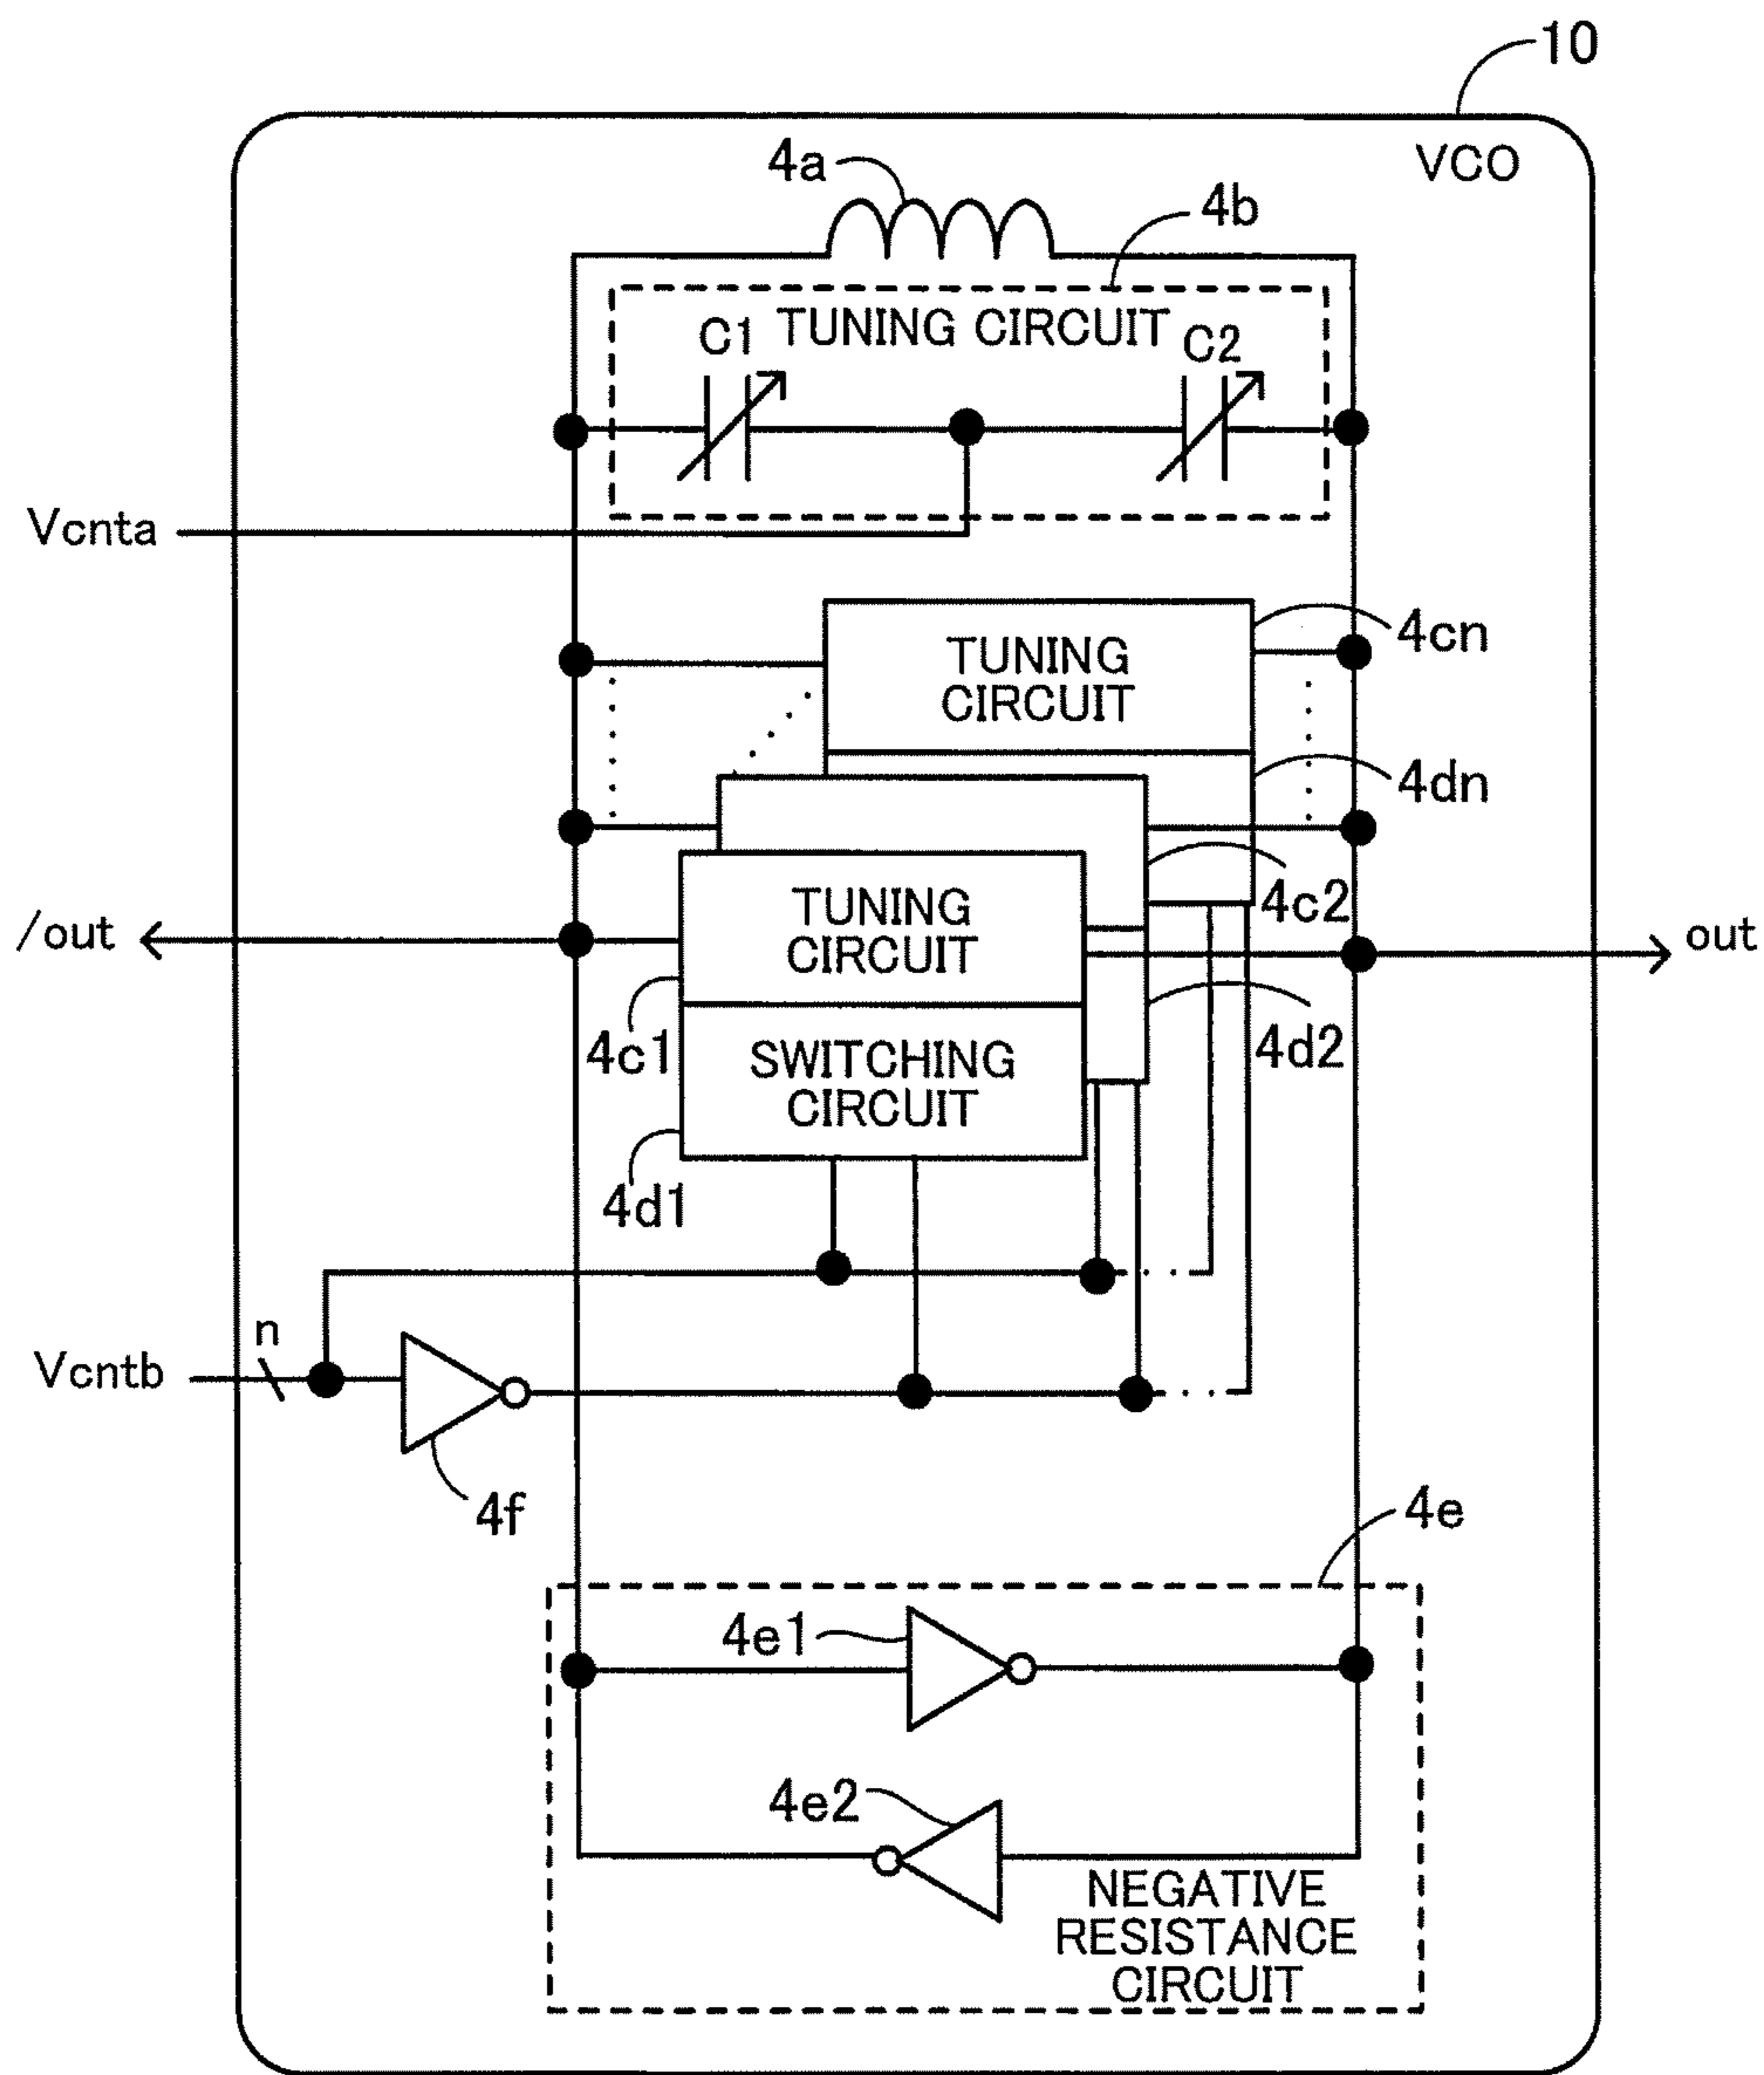 10
VCO
4a
4b
TUNING CIRCUIT
C1
C2
Vcnta
4cn
TUNING
CIRCUIT
4dn
4c2
/out
TUNING
CIRCUIT
out
4c1
SWITCHING
CIRCUIT
4d2
4d1
n
Vcntb
4f
4e
4e1
4e2
NEGATIVE
RESISTANCE
CIRCUIT